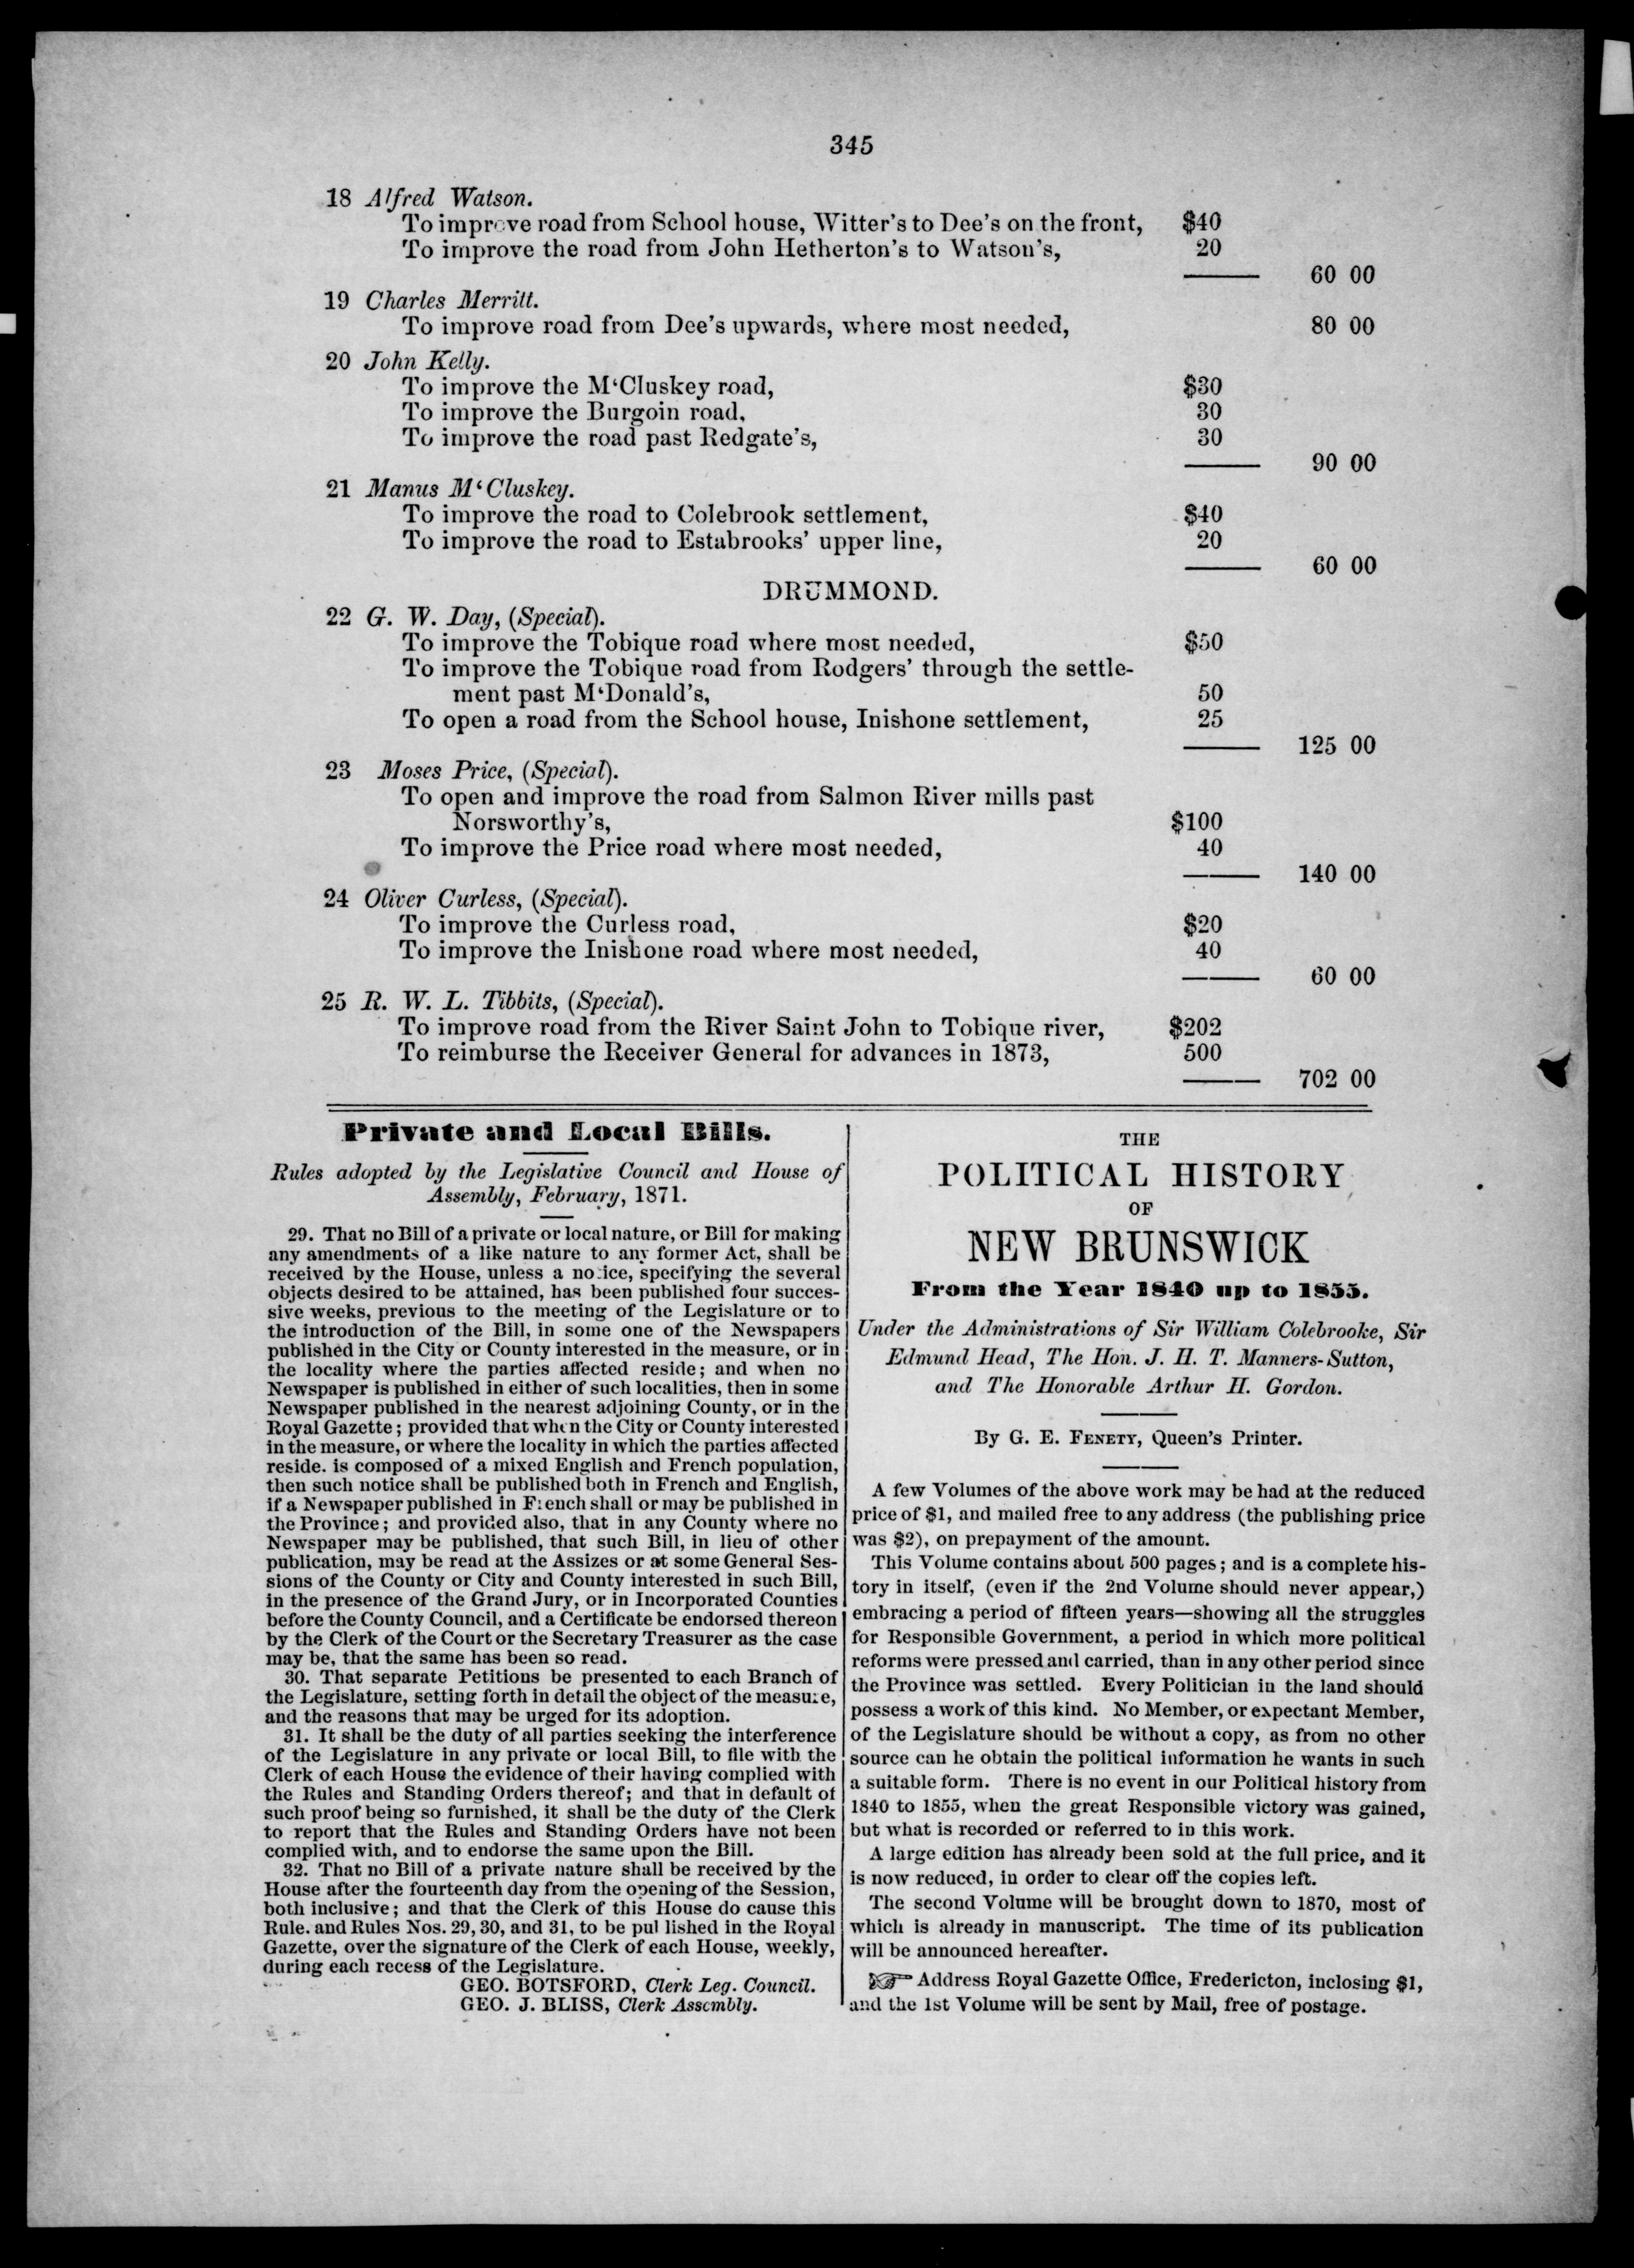 345
18 Alfred Watson.
To improve road from School house, Witter's to Dee's on the front, $40
To improve the road from John Hetherton's to Watson's, 20
60 00
19 Charles Merritt.
To improve road from Dee's upwards, where most needed, 80 00
20 John Kelly.
To improve the M'Cluskey road, $30
To improve the Burgoin road, 30
To improve the road past Redgate's, 30
90 00
21 Manus M'Cluskey.
To improve the road to Colebrook settlement, $40
To improve the road to Estabrooks' upper line, 20
60 00
DRUMMOND.
22 G. W. Day, (Special).
To improve the Tobique road where most needed, $50
To improve the Tobique road from Rodgers' through the settle-
ment past M'Donald's, 50
To open a road from the School house, Inishone settlement, 25
125 00
23 Moses Price, (Special).
To open and improve the road from Salmon River mills past
Norsworthy's, $100
To improve the Price road where most needed, 40
140 00
24 Oliver Curless, (Special).
To improve the Curless road, $20
To improve the Inishone road where most needed, 40
60 00
25 R. W. L. Tibbits, (Special).
To improve road from the River Saint John to Tobique river, $202
To reimburse the Receiver General for advances in 1873, 500
702 00
Private and Local Bills.
Rules adopted by the Legislative Council and House of
Assembly, February, 1871.
29. That no Bill of a private or local nature, or Bill for making
any amendments of a like nature to any former Act, shall be
received by the House, unless a notice, specifying the several
objects desired to be attained, has been published four succes-
sive weeks, previous to the meeting of the Legislature or to
the introduction of the Bill, in some one of the Newspapers
published in the City or County interested in the measure, or in
the locality where the parties affected reside; and when no
Newspaper is published in either of such localities, then in some
Newspaper published in the nearest adjoining County, or in the
Royal Gazette; provided that when the City or County interested
in the measure, or where the locality in which the parties affected
reside. is composed of a mixed English and French population,
then such notice shall be published both in French and English,
if a Newspaper published in French shall or may be published in
the Province; and provided also, that in any County where no
Newspaper may be published, that such Bill, in lieu of other
publication, may be read at the Assizes or at some General Ses-
sions of the County or City and County interested in such Bill,
in the presence of the Grand Jury, or in Incorporated Counties
before the County Council, and a Certificate be endorsed thereon
by the Clerk of the Court or the Secretary Treasurer as the case
may be, that the same has been so read.
30. That separate Petitions be presented to each Branch of
the Legislature, setting forth in detail the object of the measure,
and the reasons that may be urged for its adoption.
31. It shall be the duty of all parties seeking the interference
of the Legislature in any private or local Bill, to file with the
Clerk of each House the evidence of their having complied with
the Rules and Standing Orders thereof; and that in default of
such proof being so furnished, it shall be the duty of the Clerk
to report that the Rules and Standing Orders have not been
complied with, and to endorse the same upon the Bill.
32. That no Bill of a private nature shall be received by the
House after the fourteenth day from the opening of the Session,
both inclusive; and that the Clerk of this House do cause this
Rule. and Rules Nos. 29, 30, and 31, to be pul lished in the Royal
Gazette, over the signature of the Clerk of each House, weekly,
during each recess of the Legislature.
GEO. BOTSFORD, Clerk Leg. Council.
GEO. J. BLISS, Clerk Assembly.
THE
POLITICAL HISTORY
OF
NEW BRUNSWICK
From the Year 1840 up to 1855.
Under the Administrations of Sir William Colebrooke, Sir
Edmund Head, The Hon. J. H. T. Manners-Sutton,
and The Honorable Arthur H. Gordon.
By G. E. FENETY, Queen's Printer.
A few Volumes of the above work may be had at the reduced
price of $1, and mailed free to any address (the publishing price
was $2), on prepayment of the amount.
This Volume contains about 500 pages; and is a complete his-
tory in itself, (even if the 2nd Volume should never appear,)
embracing a period of fifteen years—showing all the struggles
for Responsible Government, a period in which more political
reforms were pressed and carried, than in any other period since
the Province was settled. Every Politician in the land should
possess a work of this kind. No Member, or expectant Member,
of the Legislature should be without a copy, as from no other
source can he obtain the political information he wants in such
a suitable form. There is no event in our Political history from
1840 to 1855, when the great Responsible victory was gained,
but what is recorded or referred to in this work.
A large edition has already been sold at the full price, and it
is now reduced, in order to clear off the copies left.
The second Volume will be brought down to 1870, most of
which is already in manuscript. The time of its publication
will be announced hereafter.
☞ Address Royal Gazette Office, Fredericton, inclosing $1,
and the 1st Volume will be sent by Mail, free of postage.